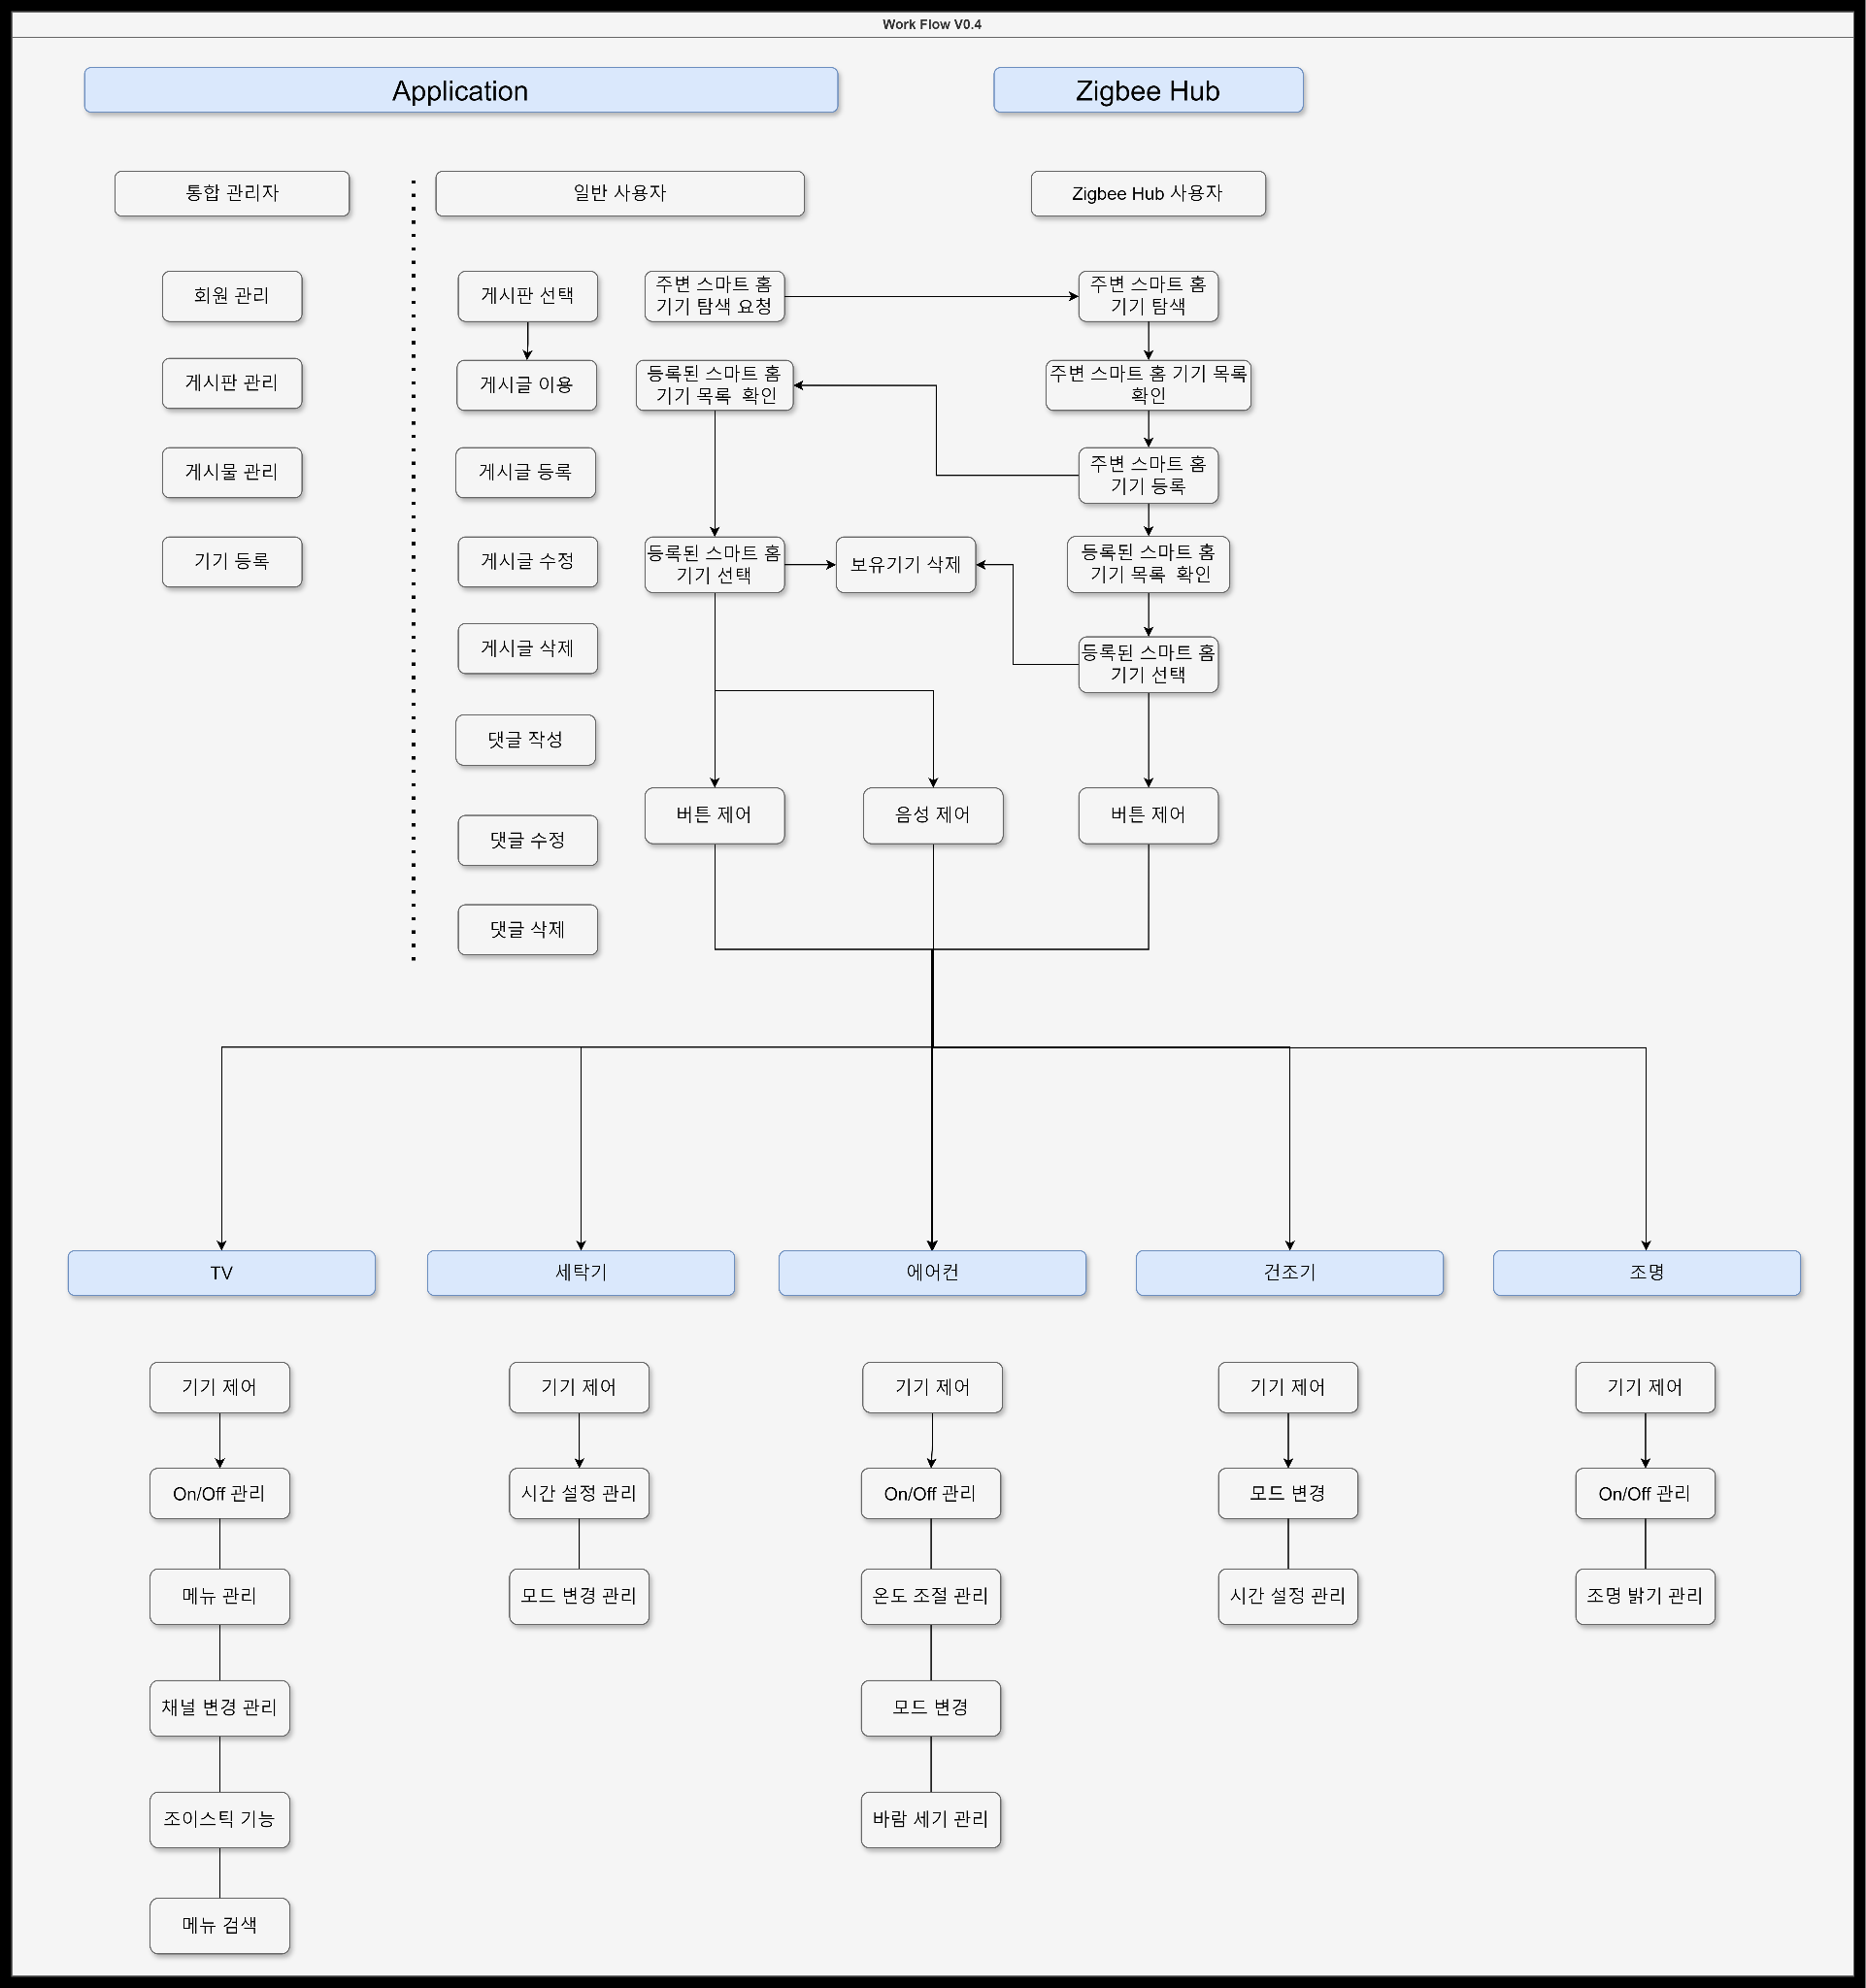 Work Flow V0.4
Application
Zigbee Hub
통합 관리자
일반 사용자
Zigbee Hub 사용자
회원 관리
게시판 선택
주변 스마트 홈
기기 탐색 요청
주변 스마트 홈
기기 탐색
게시판 관리
게시글 이용
등록된 스마트 홈
기기 목록  확인
주변 스마트 홈 기기 목록
확인
게시물 관리
게시글 등록
주변 스마트 홈
기기 등록
기기 등록
게시글 수정
등록된 스마트 홈
기기 선택
보유기기 삭제
등록된 스마트 홈
기기 목록  확인
게시글 삭제
등록된 스마트 홈
기기 선택
댓글 작성
버튼 제어
음성 제어
버튼 제어
댓글 수정
댓글 삭제
TV
세탁기
에어컨
건조기
조명
기기 제어
기기 제어
기기 제어
기기 제어
기기 제어
On/Off 관리
시간 설정 관리
On/Off 관리
모드 변경
On/Off 관리
메뉴 관리
모드 변경 관리
온도 조절 관리
시간 설정 관리
조명 밝기 관리
채널 변경 관리
모드 변경
조이스틱 기능
바람 세기 관리
메뉴 검색